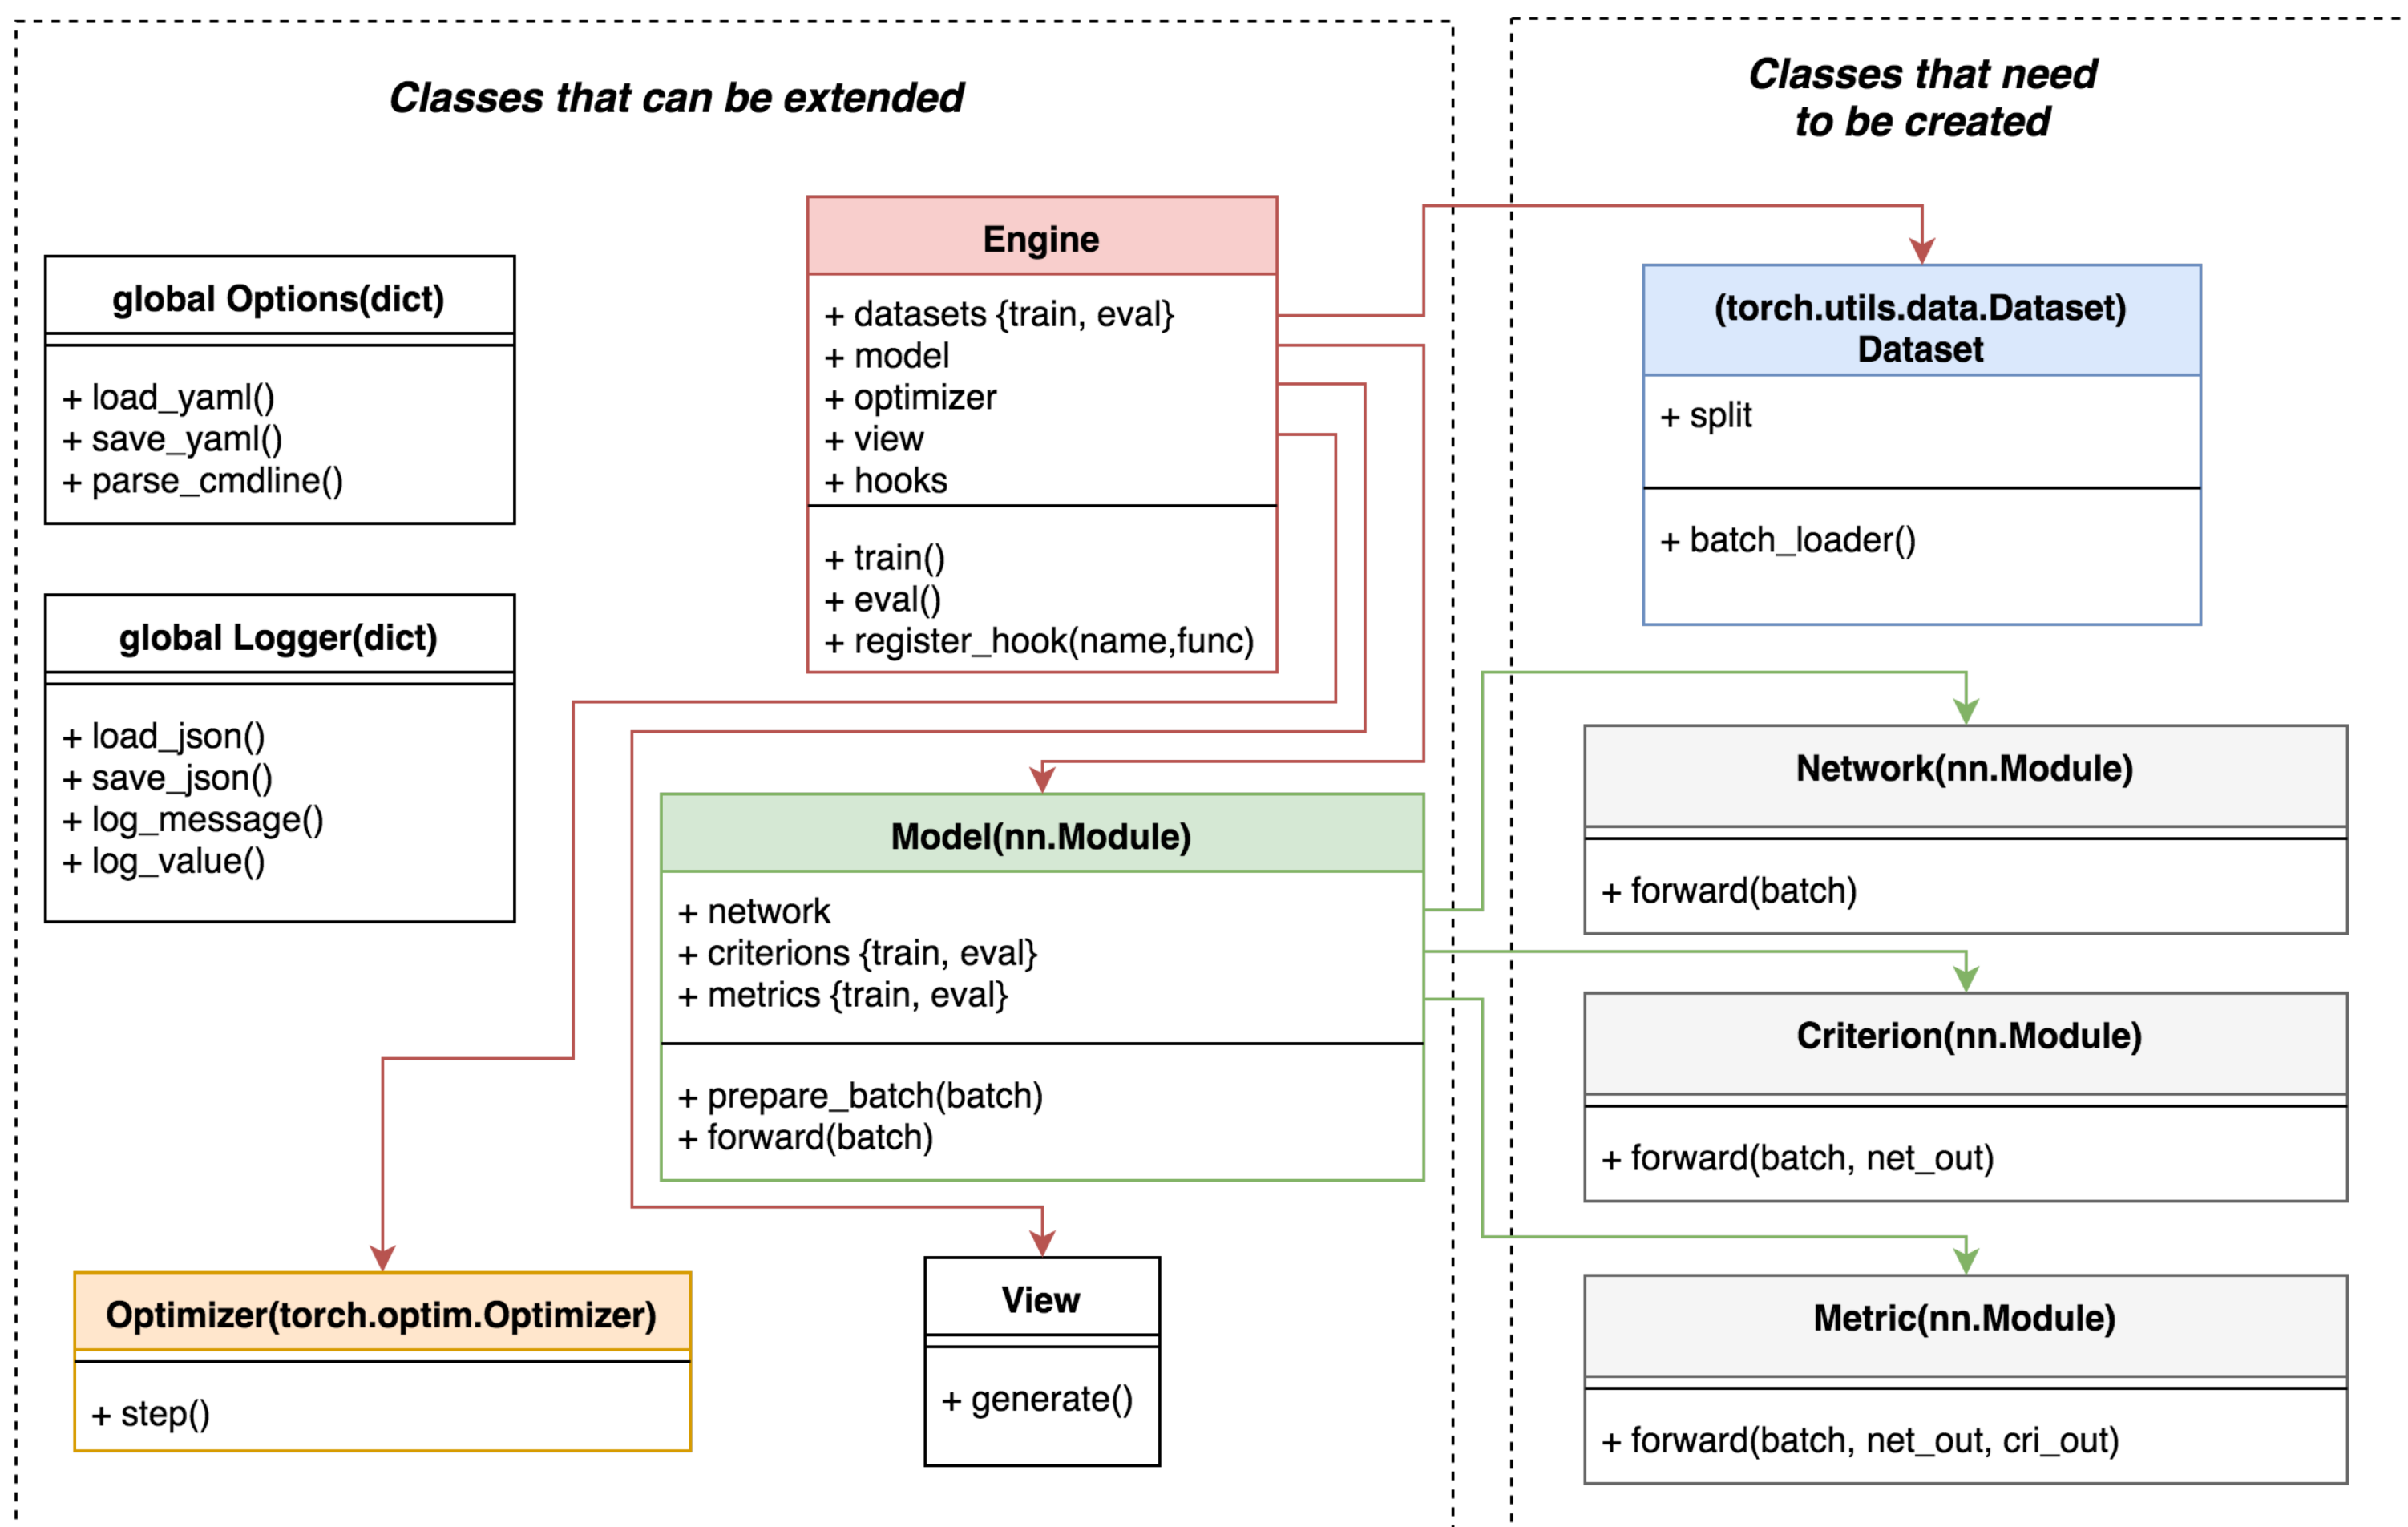 Classes that can be extended
global Options(dict)
+ load_yaml()
+ save_yaml()
+ parse_cmdline()
global Logger(dict)
+ load_json()
+ save_json()
+ log_message()
+ log_value()
Engine
+ datasets {train, eval}
+ model
+ optimizer
+ view
+ hooks
+ train()
+ eval()
+ register_hook(name,func)
Model(nn.Module)
+ network
+ criterions {train, eval}
+ metrics {train, eval}
+ prepare_batch(batch)
+ forward(batch)
Optimizer(torch.optim.Optimizer)
+ step()
View
+ generate()
Classes that need
to be created
(torch.utils.data.Dataset)
Dataset
+ split
+ batch_loader()
Network(nn.Module)
+ forward(batch)
Criterion(nn.Module)
+ forward(batch, net_out)
Metric(nn.Module)
+ forward(batch, net_out, cri_out)